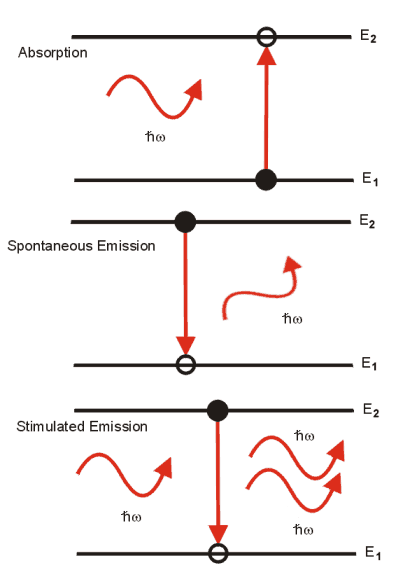 E₂
Absorption
ħω
E₁
E₂
Spontaneous Emission
ħω
E₁
E₂
Stimulated Emission
ħω
ħω
ħω
E₁